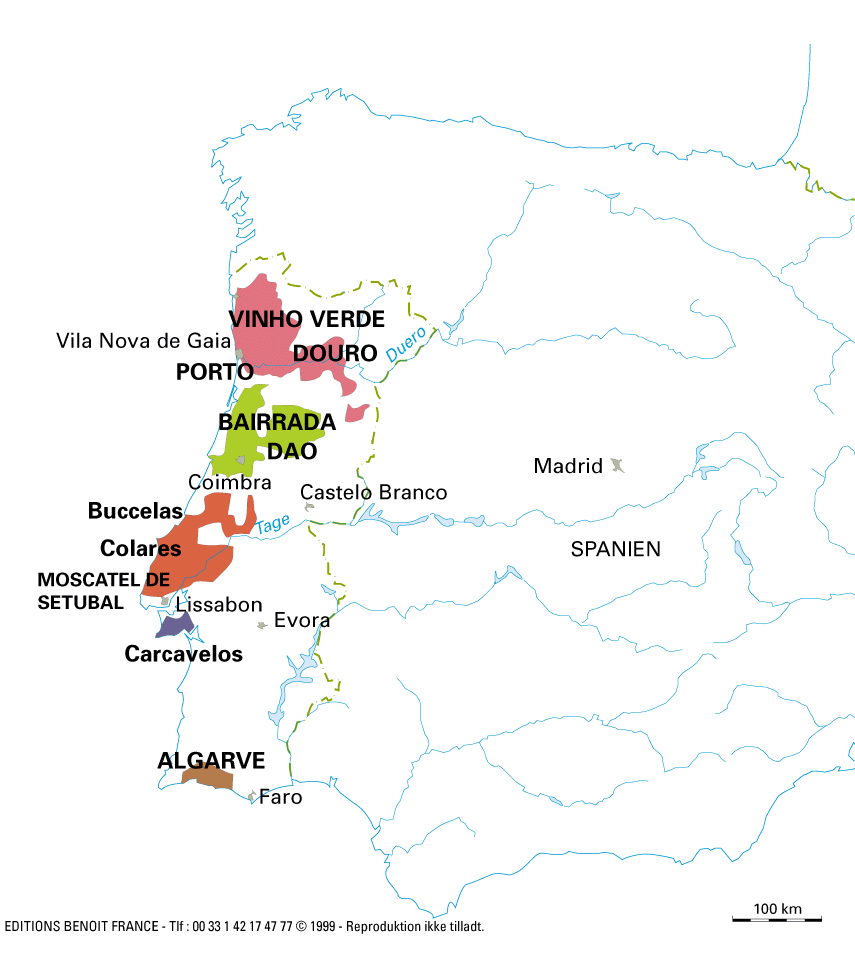 VINHO VERDE
Vila Nova de Gaia
DOURO
Duero
PORTO
BAIRRADA
DAO
Madrid
Coimbra
Castelo Branco
Buccelas
Tage
Colares
SPANIEN
MOSCATEL DE
SETUBAL
Lissabon
Evora
Carcavelos
ALGARVE
Faro
100 km
EDITIONS BENOIT FRANCE - Tlf : 00 33 1 42 17 47 77 © 1999 - Reproduktion ikke tilladt.